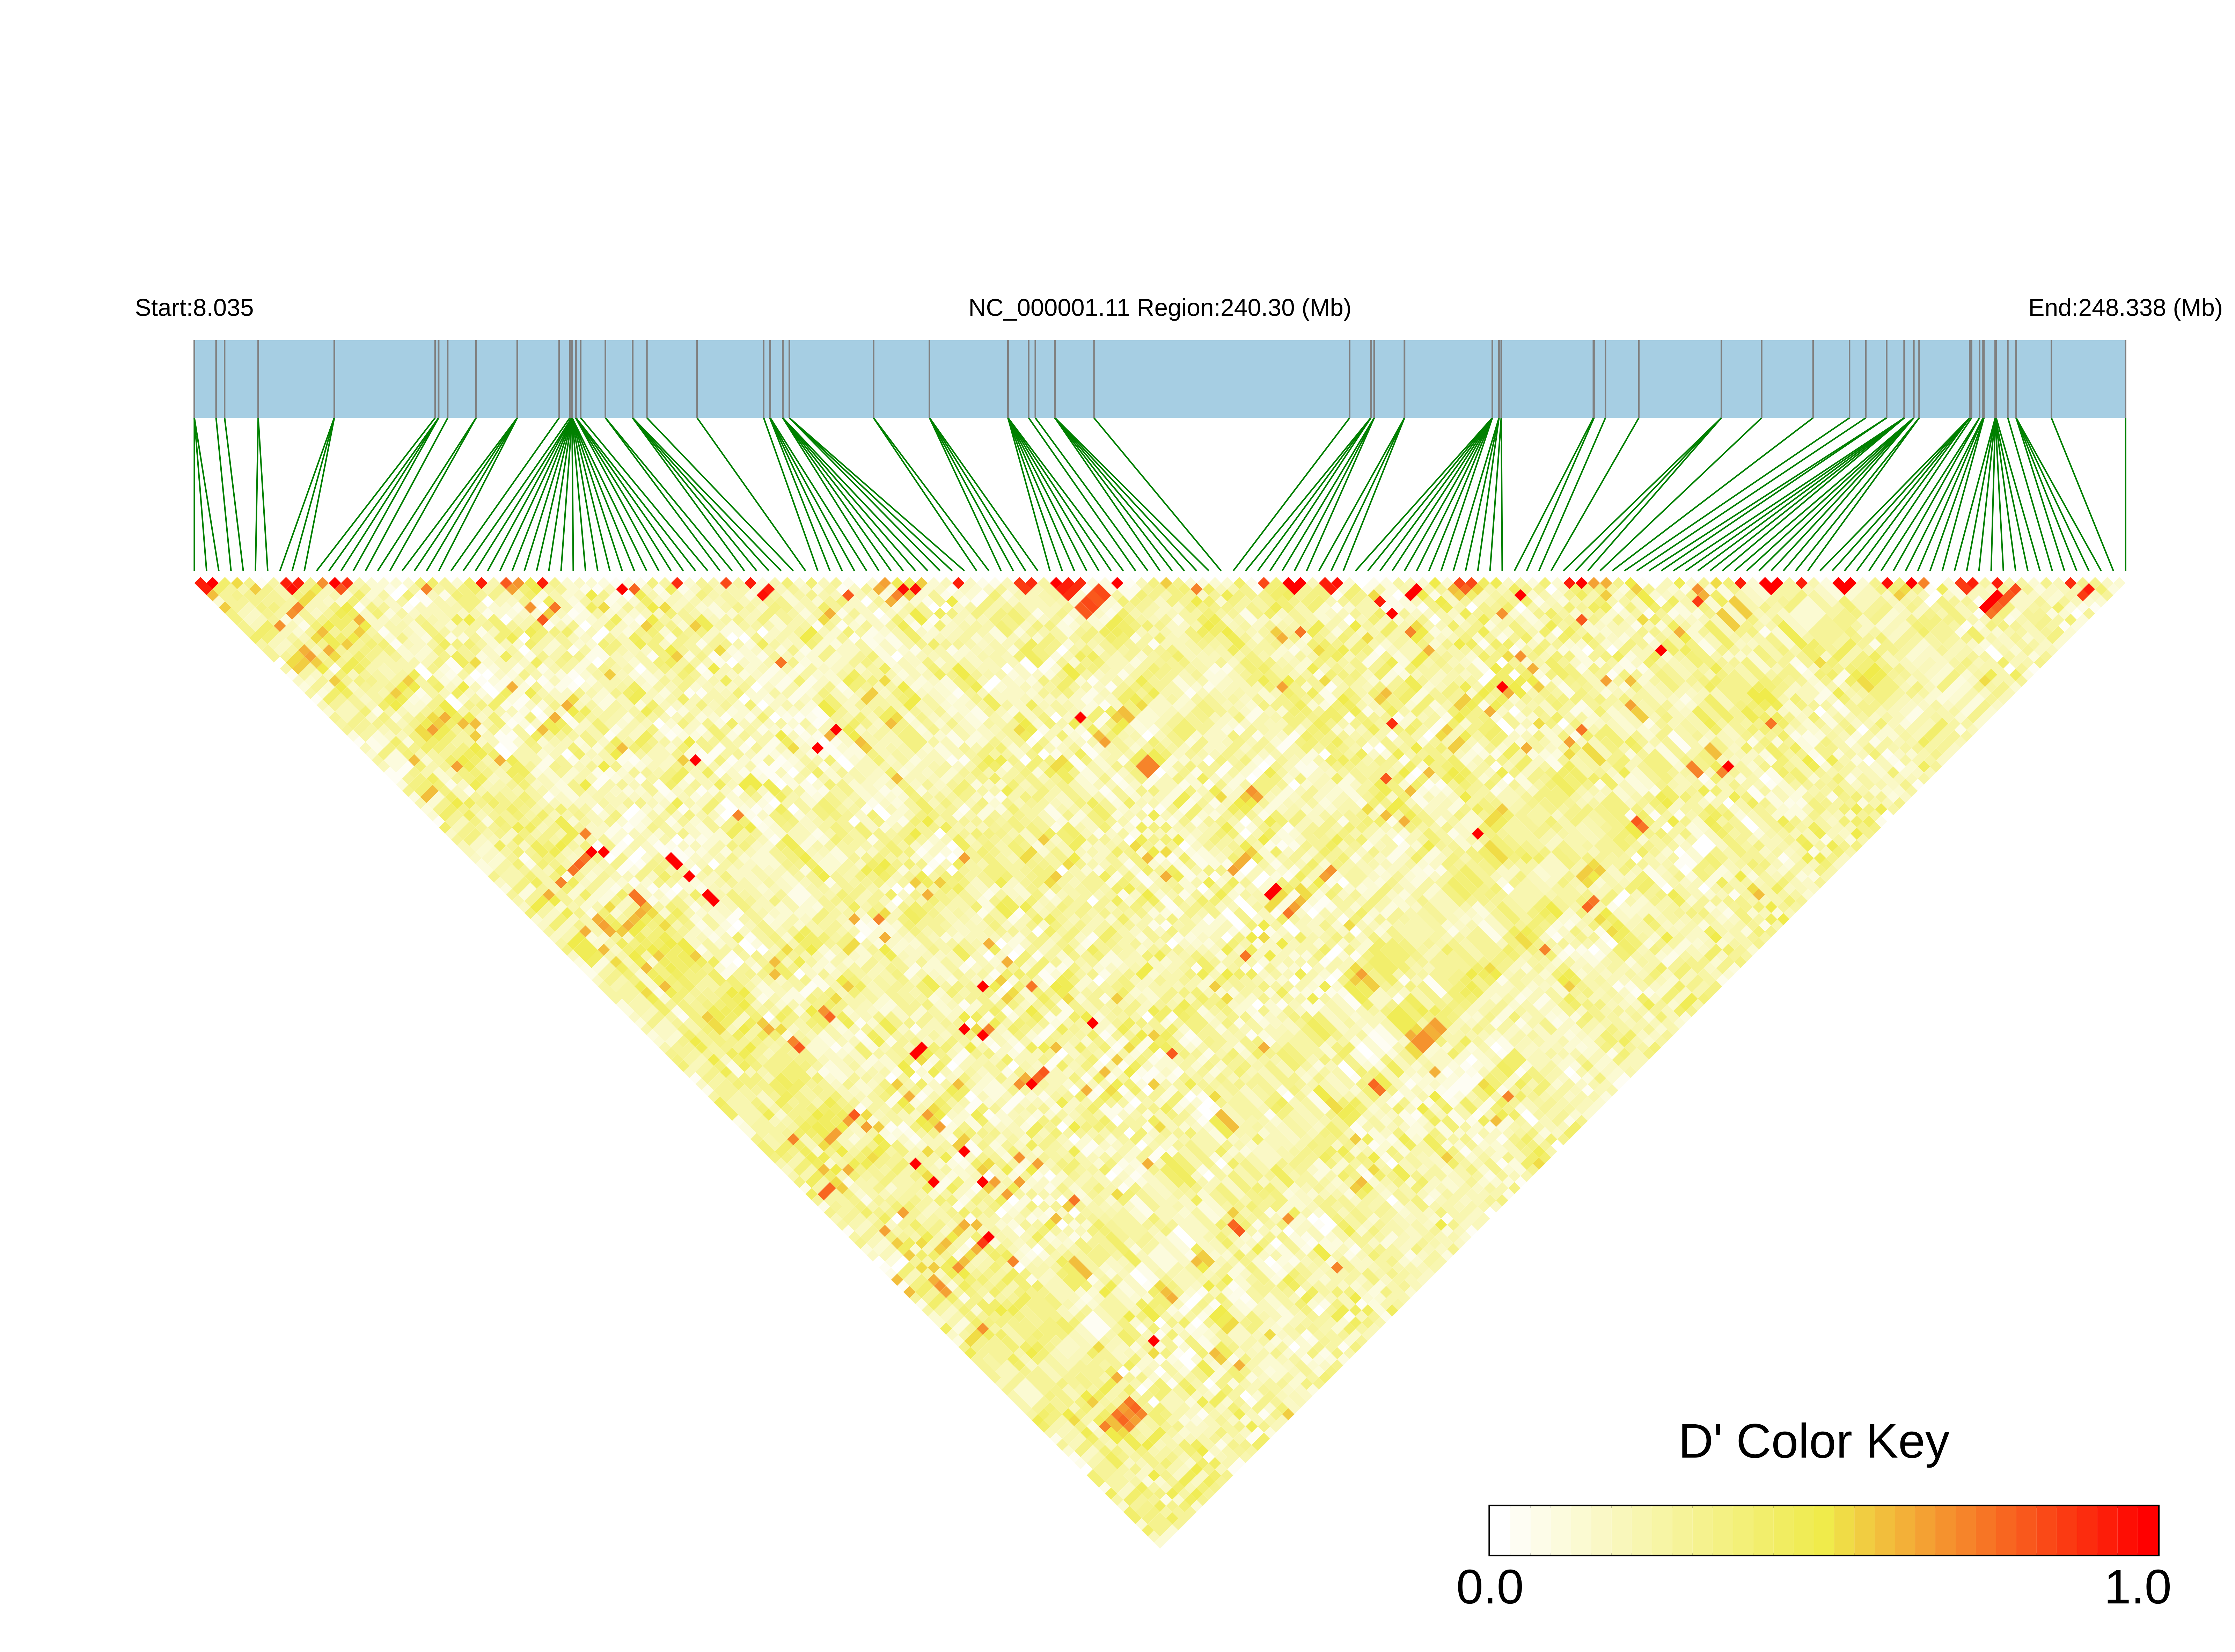 Start:8.035 NC_000001.11 Region:240.30 (Mb) End:248.338 (Mb)
D' Color Key
0.0 1.0